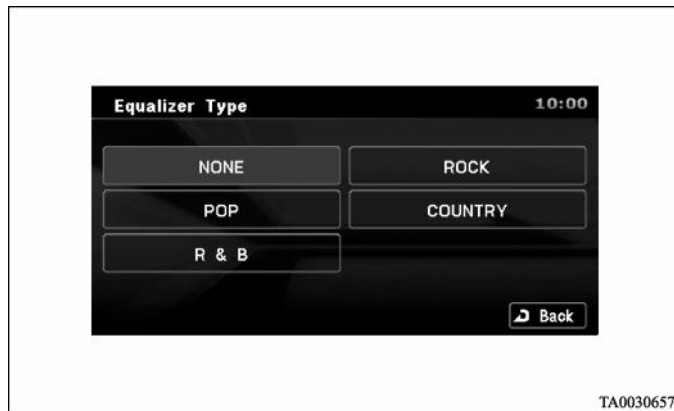 Equalizer Type 10:00
NONE ROCK
POP COUNTRY
R & B
Back
TA0030657